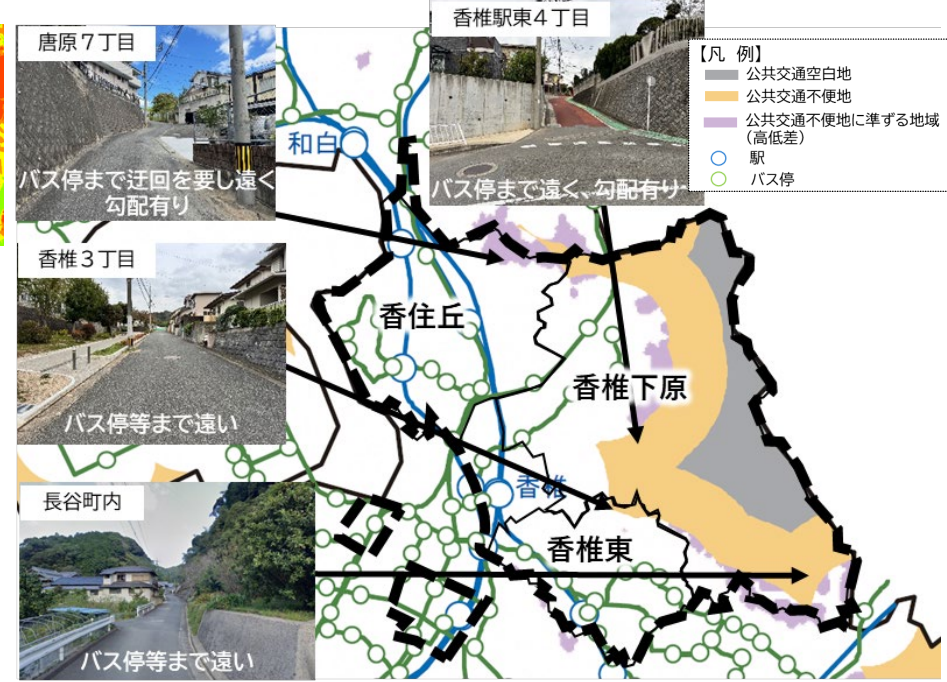 唐原７丁目
バス停まで迂回を要し遠く
勾配有り
香椎駅東４丁目
バス停まで遠く、勾配有り
【凡 例】
公共交通空白地
公共交通不便地
公共交通不便地に準ずる地域
(高低差)
駅
バス停
和白
香椎３丁目
バス停等まで遠い
香住丘
香椎下原
香椎
香椎東
長谷町内
バス停等まで遠い